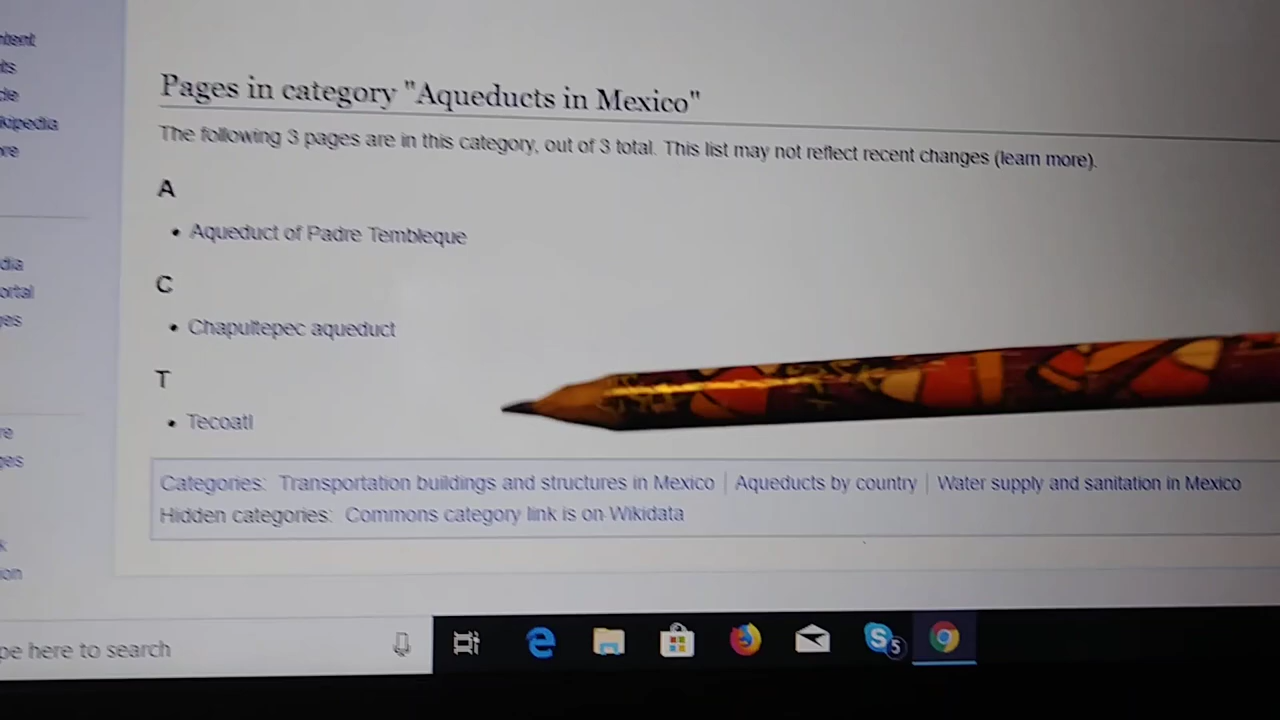 Pages in category "Aqueducts in Mexico"
The following 3 pages are in this category, out of 3 total. This list may not reflect recent changes (learn more).
A
• Aqueduct of Padre Tembleque
C
• Chapultepec aqueduct
T
• Tecoatl
Categories: Transportation buildings and structures in Mexico | Aqueducts by country | Water supply and sanitation in Mexico
Hidden categories: Commons category link is on Wikidata
pe here to search
S 5